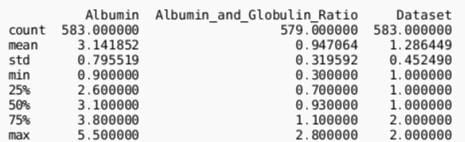 Albumin Albumin_and_Globulin_Ratio Dataset
count 583.000000 579.000000 583.000000
mean 3.141852 0.947064 1.286449
std 0.795519 0.319592 0.452490
min 0.900000 0.300000 1.000000
25% 2.600000 0.700000 1.000000
50% 3.100000 0.930000 1.000000
75% 3.800000 1.100000 2.000000
max 5.500000 2.800000 2.000000